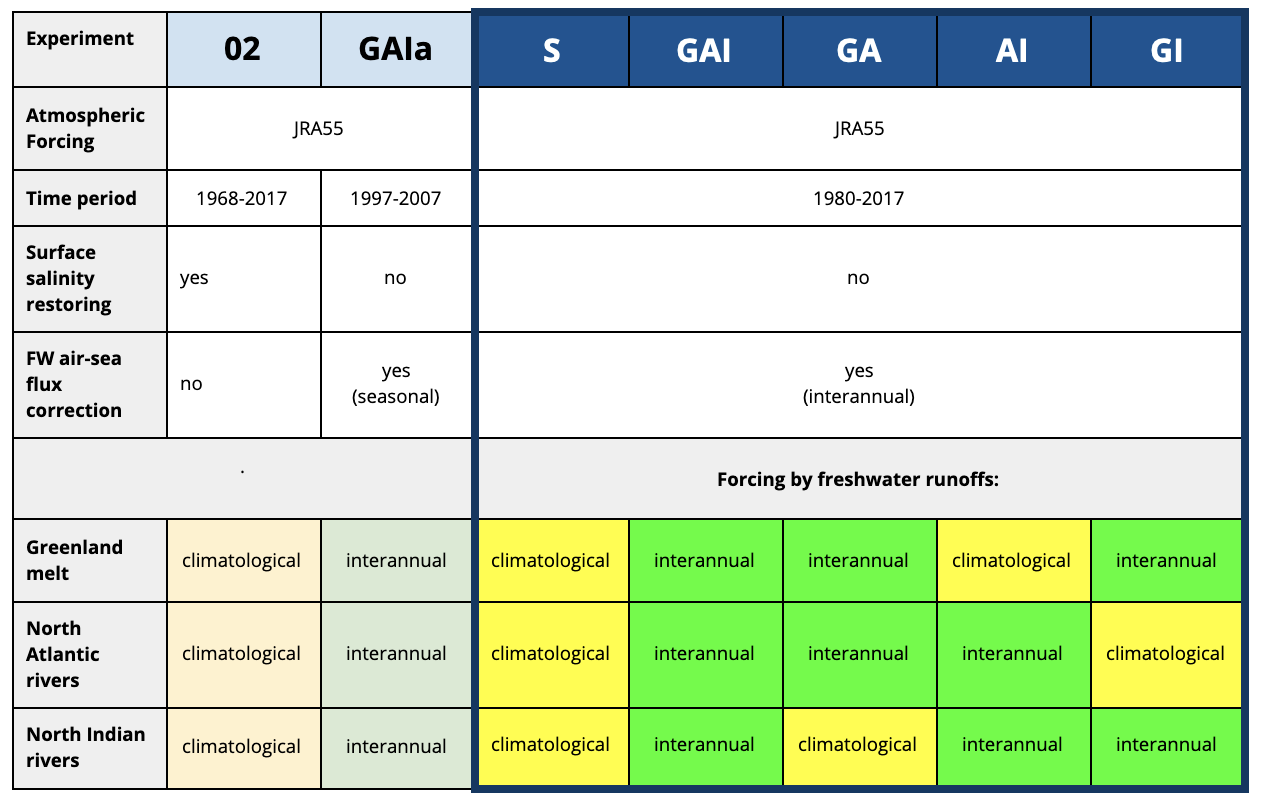 Experiment 02 GAIa S GAI GA AI GI
Atmospheric
Forcing
JRA55 JRA55
Time period 1968-2017 1997-2007 1980-2017
Surface
salinity
restoring
yes no no
FW air-sea
flux
correction
no
yes
(seasonal)
yes
(interannual)
.
Forcing by freshwater runoffs:
Greenland
melt
climatological interannual climatological interannual interannual climatological interannual
North
Atlantic
rivers
climatological interannual climatological interannual interannual interannual climatological
North Indian
rivers
climatological interannual climatological interannual climatological interannual interannual